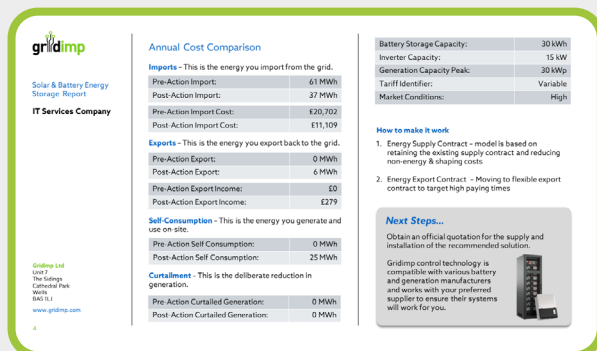 gridimp
Solar & Battery Energy
Storage Report
IT Services Company
Gridimp Ltd
Unit 7
The Sidings
Cathedral Park
Wells
BA5 1LJ
www.gridimp.com
4
Annual Cost Comparison
Imports – This is the energy you import from the grid.
Pre-Action Import: 61 MWh
Post-Action Import: 37 MWh
Pre-Action Import Cost: £20,702
Post-Action Import Cost: £11,109
Exports – This is the energy you export back to the grid.
Pre-Action Export: 0 MWh
Post-Action Export: 6 MWh
Pre-Action Export Income: £0
Post-Action Export Income: £279
Self-Consumption – This is the energy you generate and
use on-site.
Pre-Action Self Consumption: 0 MWh
Post-Action Self Consumption: 25 MWh
Curtailment - This is the deliberate reduction in
generation.
Pre-Action Curtailed Generation: 0 MWh
Post-Action Curtailed Generation: 0 MWh
Battery Storage Capacity: 30 kWh
Inverter Capacity: 15 kW
Generation Capacity Peak: 30 kWp
Tariff Identifier: Variable
Market Conditions: High
How to make it work
1. Energy Supply Contract – model is based on
retaining the existing supply contract and reducing
non-energy & shaping costs
2. Energy Export Contract – Moving to flexible export
contract to target high paying times
Next Steps...
Obtain an official quotation for the supply and
installation of the recommended solution.
Gridimp control technology is
compatible with various battery
and generation manufacturers
and works with your preferred
supplier to ensure their systems
will work for you.